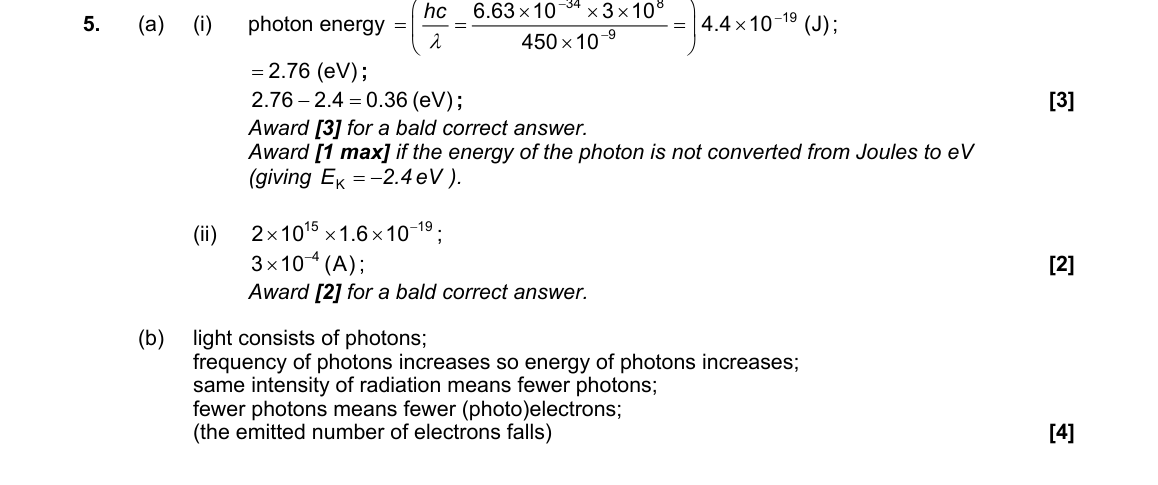 5. (a) (i) photon energy = ( hc/λ = 6.63×10⁻³⁴ ×3×10⁸ / 450×10⁻⁹ = ) 4.4×10⁻¹⁹ (J);
= 2.76 (eV);
2.76 − 2.4 = 0.36 (eV); [3]
Award [3] for a bald correct answer.
Award [1 max] if the energy of the photon is not converted from Joules to eV
(giving E_K = −2.4 eV ).
(ii) 2×10¹⁵ ×1.6×10⁻¹⁹;
3×10⁻⁴ (A); [2]
Award [2] for a bald correct answer.
(b) light consists of photons;
frequency of photons increases so energy of photons increases;
same intensity of radiation means fewer photons;
fewer photons means fewer (photo)electrons;
(the emitted number of electrons falls) [4]